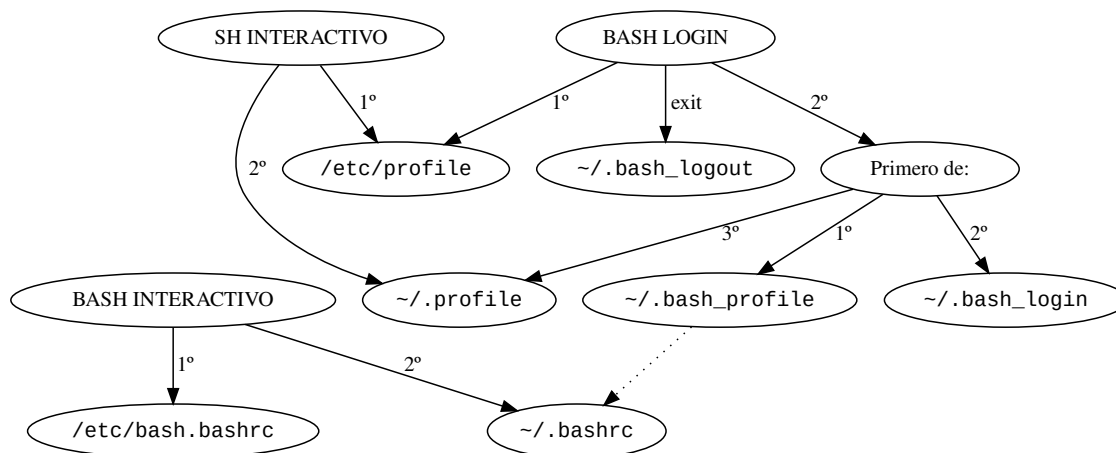 SH INTERACTIVO
BASH LOGIN
1º
1º
exit
2º
/etc/profile
~/.bash_logout
Primero de:
2º
3º
1º
2º
BASH INTERACTIVO
~/.profile
~/.bash_profile
~/.bash_login
1º
2º
/etc/bash.bashrc
~/.bashrc